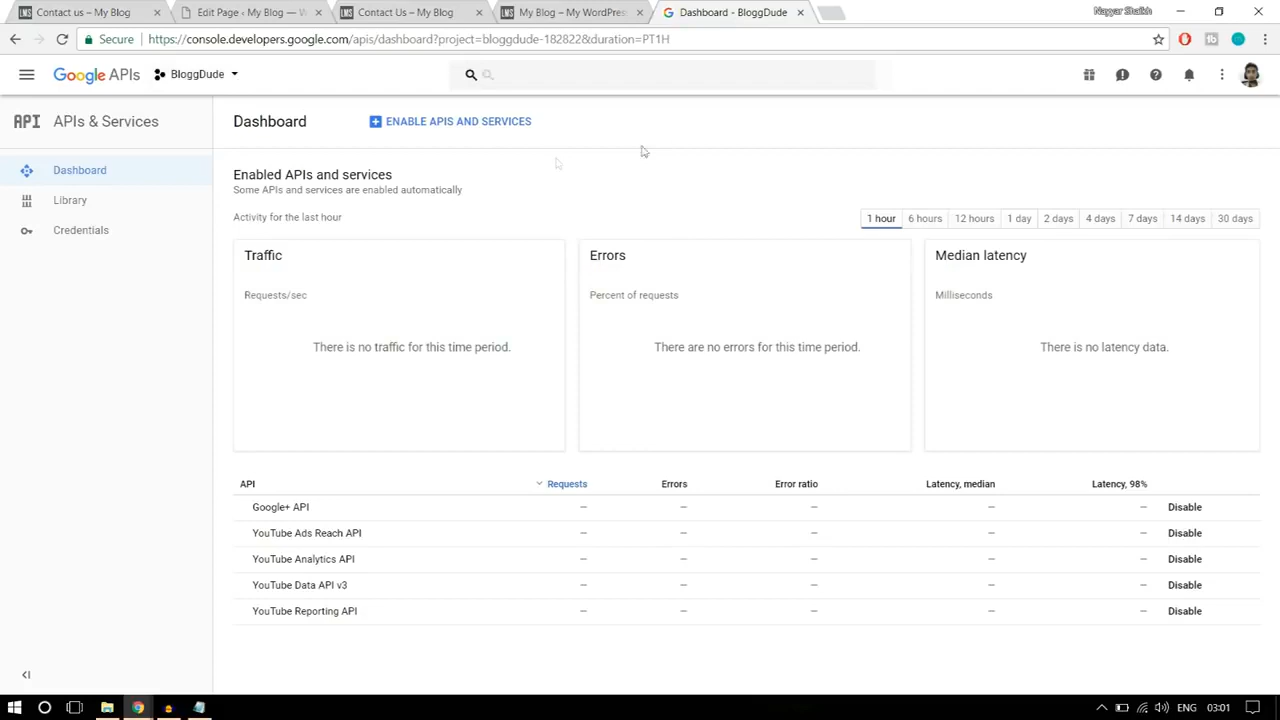 Contact us – My Blog
Edit Page ‹ My Blog — W
Contact Us – My Blog
My Blog – My WordPress
Dashboard - BloggDude
Nayyar Shaikh
Secure
https://console.developers.google.com/apis/dashboard?project=bloggdude-182822&duration=PT1H
Google APIs
BloggDude
API APIs & Services
Dashboard
ENABLE APIS AND SERVICES
Dashboard
Library
Credentials
Enabled APIs and services
Some APIs and services are enabled automatically
Activity for the last hour
1 hour 6 hours 12 hours 1 day 2 days 4 days 7 days 14 days 30 days
Traffic
Requests/sec
There is no traffic for this time period.
Errors
Percent of requests
There are no errors for this time period.
Median latency
Milliseconds
There is no latency data.
API Requests Errors Error ratio Latency, median Latency, 98%
Google+ API – – – – – Disable
YouTube Ads Reach API – – – – – Disable
YouTube Analytics API – – – – – Disable
YouTube Data API v3 – – – – – Disable
YouTube Reporting API – – – – – Disable
ENG 03:01